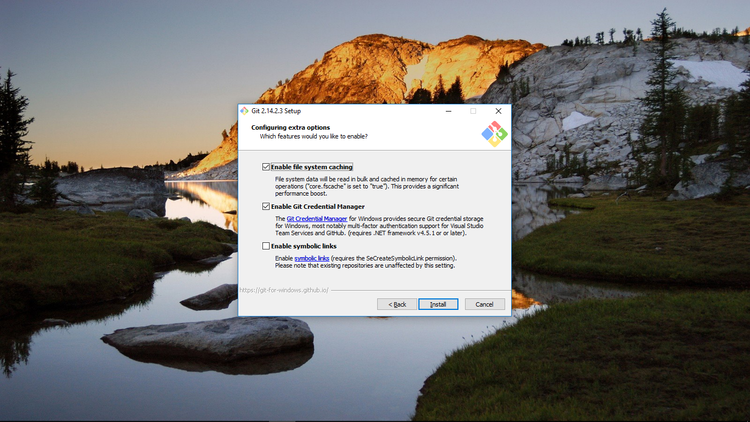 Git 2.14.2.3 Setup
Configuring extra options
Which features would you like to enable?
Enable file system caching
File system data will be read in bulk and cached in memory for certain
operations ("core.fscache" is set to "true"). This provides a significant
performance boost.
Enable Git Credential Manager
The Git Credential Manager for Windows provides secure Git credential storage
for Windows, most notably multi-factor authentication support for Visual Studio
Team Services and GitHub. (requires .NET framework v4.5.1 or or later).
Enable symbolic links
Enable symbolic links (requires the SeCreateSymbolicLink permission).
Please note that existing repositories are unaffected by this setting.
https://git-for-windows.github.io/
< Back
Install
Cancel